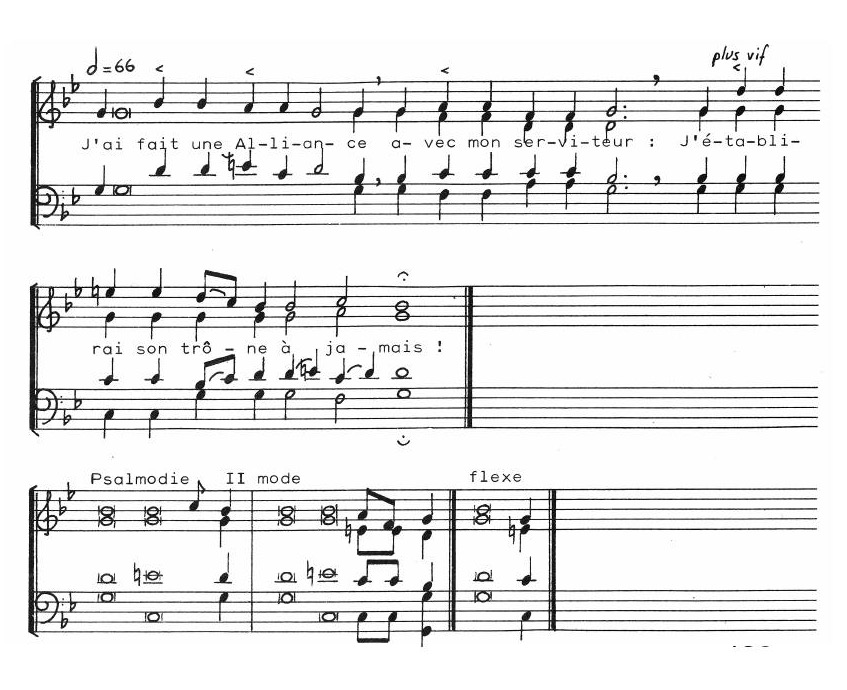 plus vif
♩=66
J'ai fait une Al-li-an- ce a- vec mon ser-vi-teur : J'é-ta-bli-
rai son trô - ne à ja - mais !
Psalmodie II mode flexe